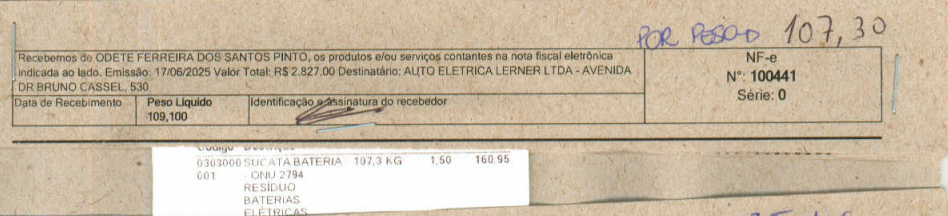 POR PESO 107,30
Recebemos de ODETE FERREIRA DOS SANTOS PINTO, os produtos e/ou serviços contantes na nota fiscal eletrônica
indicada ao lado. Emissão: 17/06/2025 Valor Total: R$ 2.827.00 Destinatário: AUTO ELETRICA LERNER LTDA - AVENIDA
DR BRUNO CASSEL, 530
NF-e
N°: 100441
Série: 0
Data de Recebimento
Peso Líquido
109,100
Identificação e assinatura do recebedor
0303000 SUCATA BATERIA 107,3 KG 1,50 160,95
001 - ONU 2794
RESÍDUO
BATERIAS
ELÉTRICAS